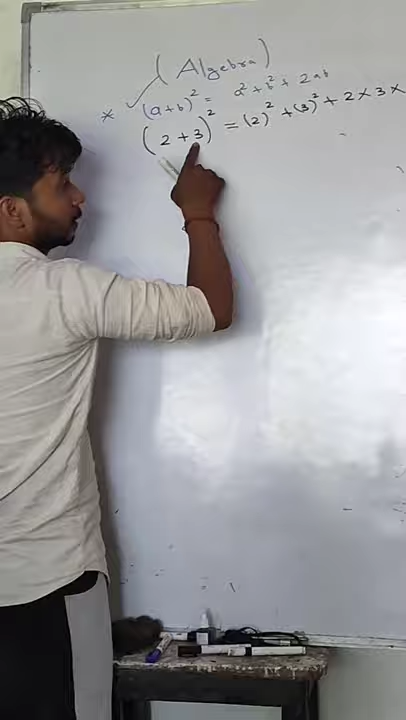 (Algebra)
* ✓ (a+b)² = a² + b² + 2ab
(2+3)² = (2)² + (3)² + 2 × 3 ×